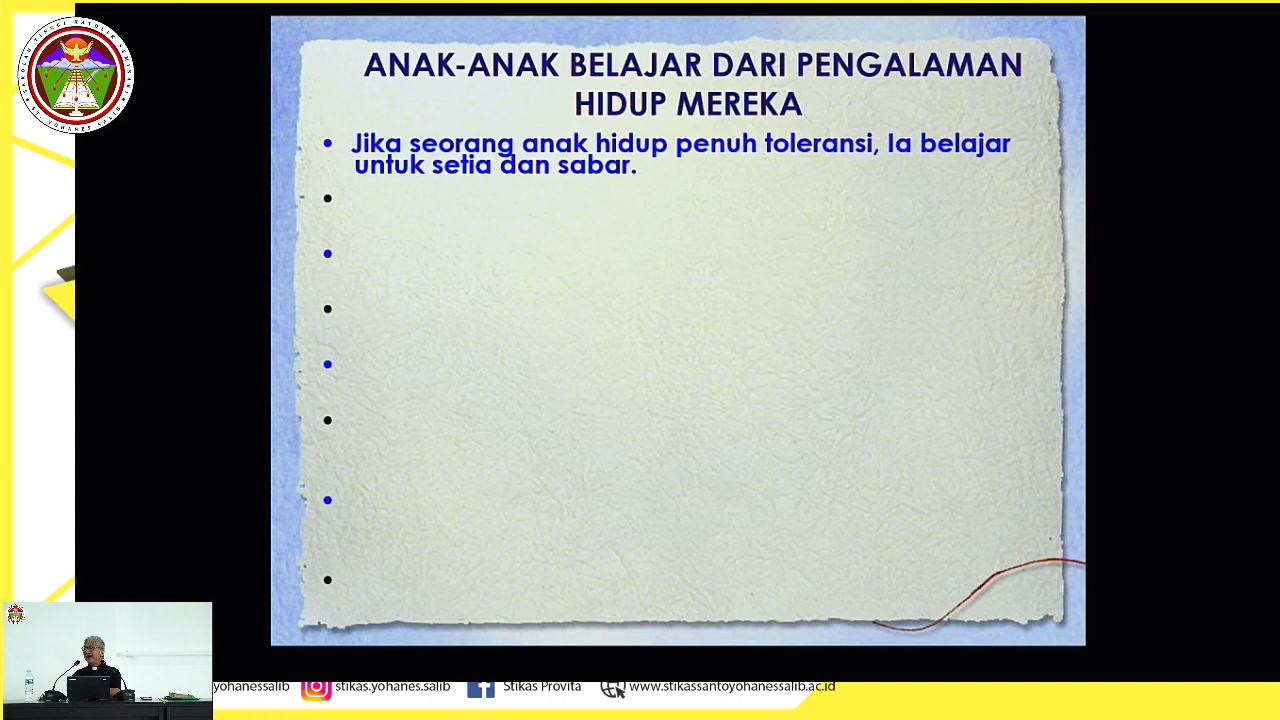 ANAK-ANAK BELAJAR DARI PENGALAMAN
HIDUP MEREKA
• Jika seorang anak hidup penuh toleransi, Ia belajar
untuk setia dan sabar.
yohanessalib
stikas.yohanes.salib
Stikas Provita
www.stikassantoyohanessalib.ac.id